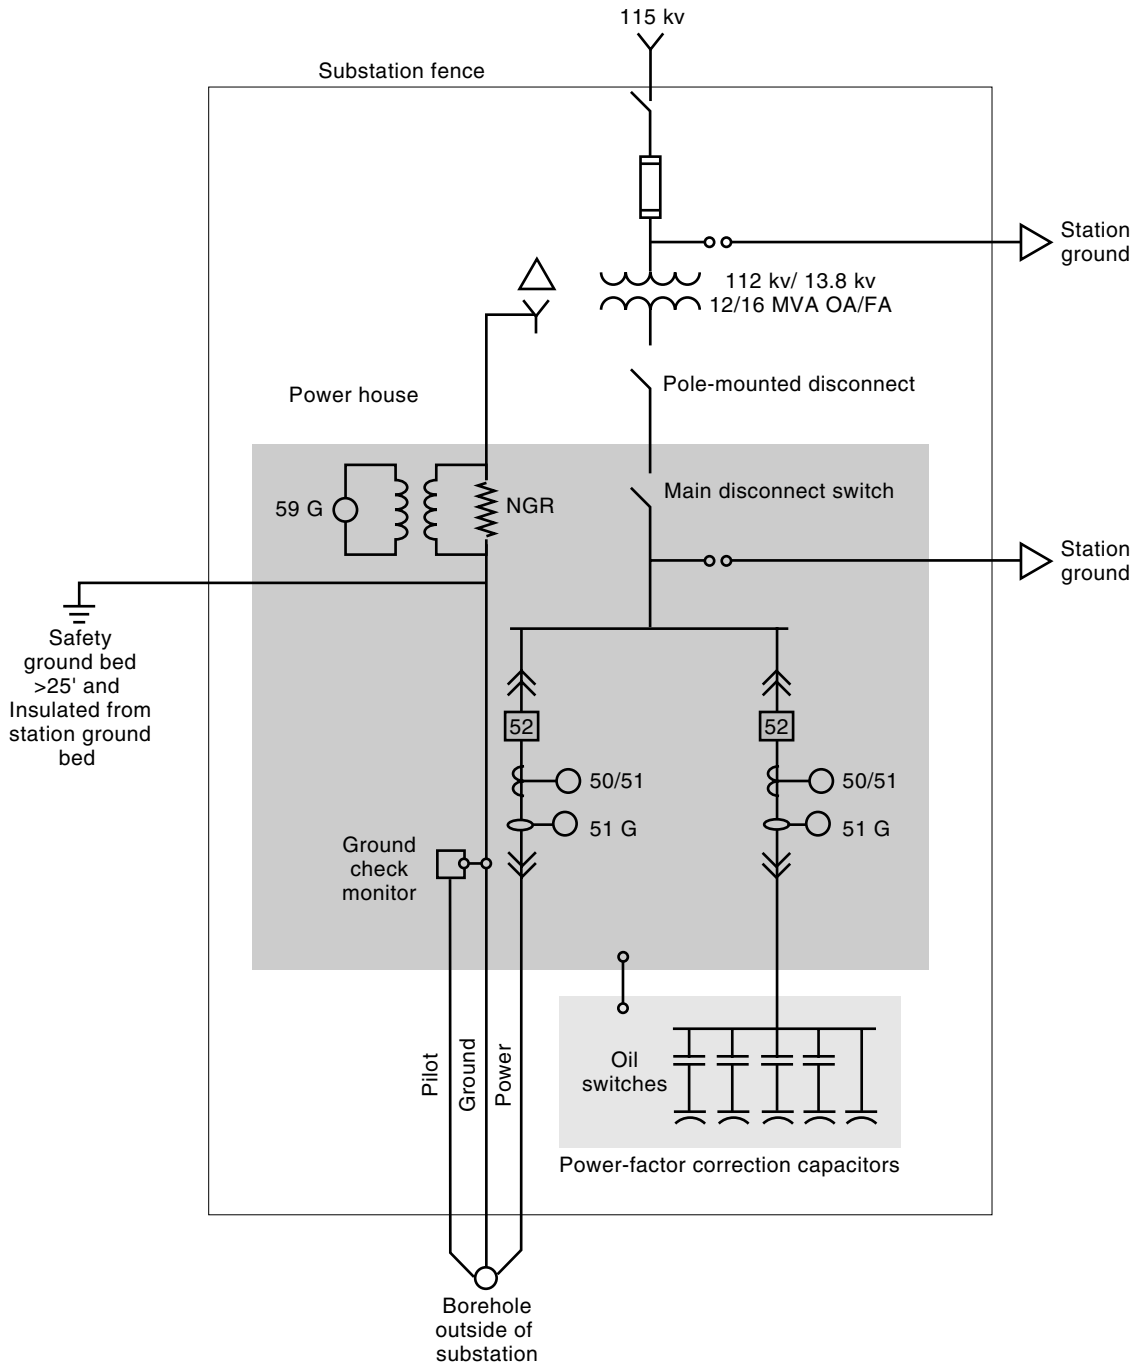 115 kv
Substation fence
Station
ground
112 kv/ 13.8 kv
12/16 MVA OA/FA
Pole-mounted disconnect
Power house
Main disconnect switch
59 G
NGR
Station
ground
Safety
ground bed
>25' and
Insulated from
station ground
bed
52
52
50/51
50/51
51 G
51 G
Ground
check
monitor
Pilot
Ground
Power
Oil
switches
Power-factor correction capacitors
Borehole
outside of
substation